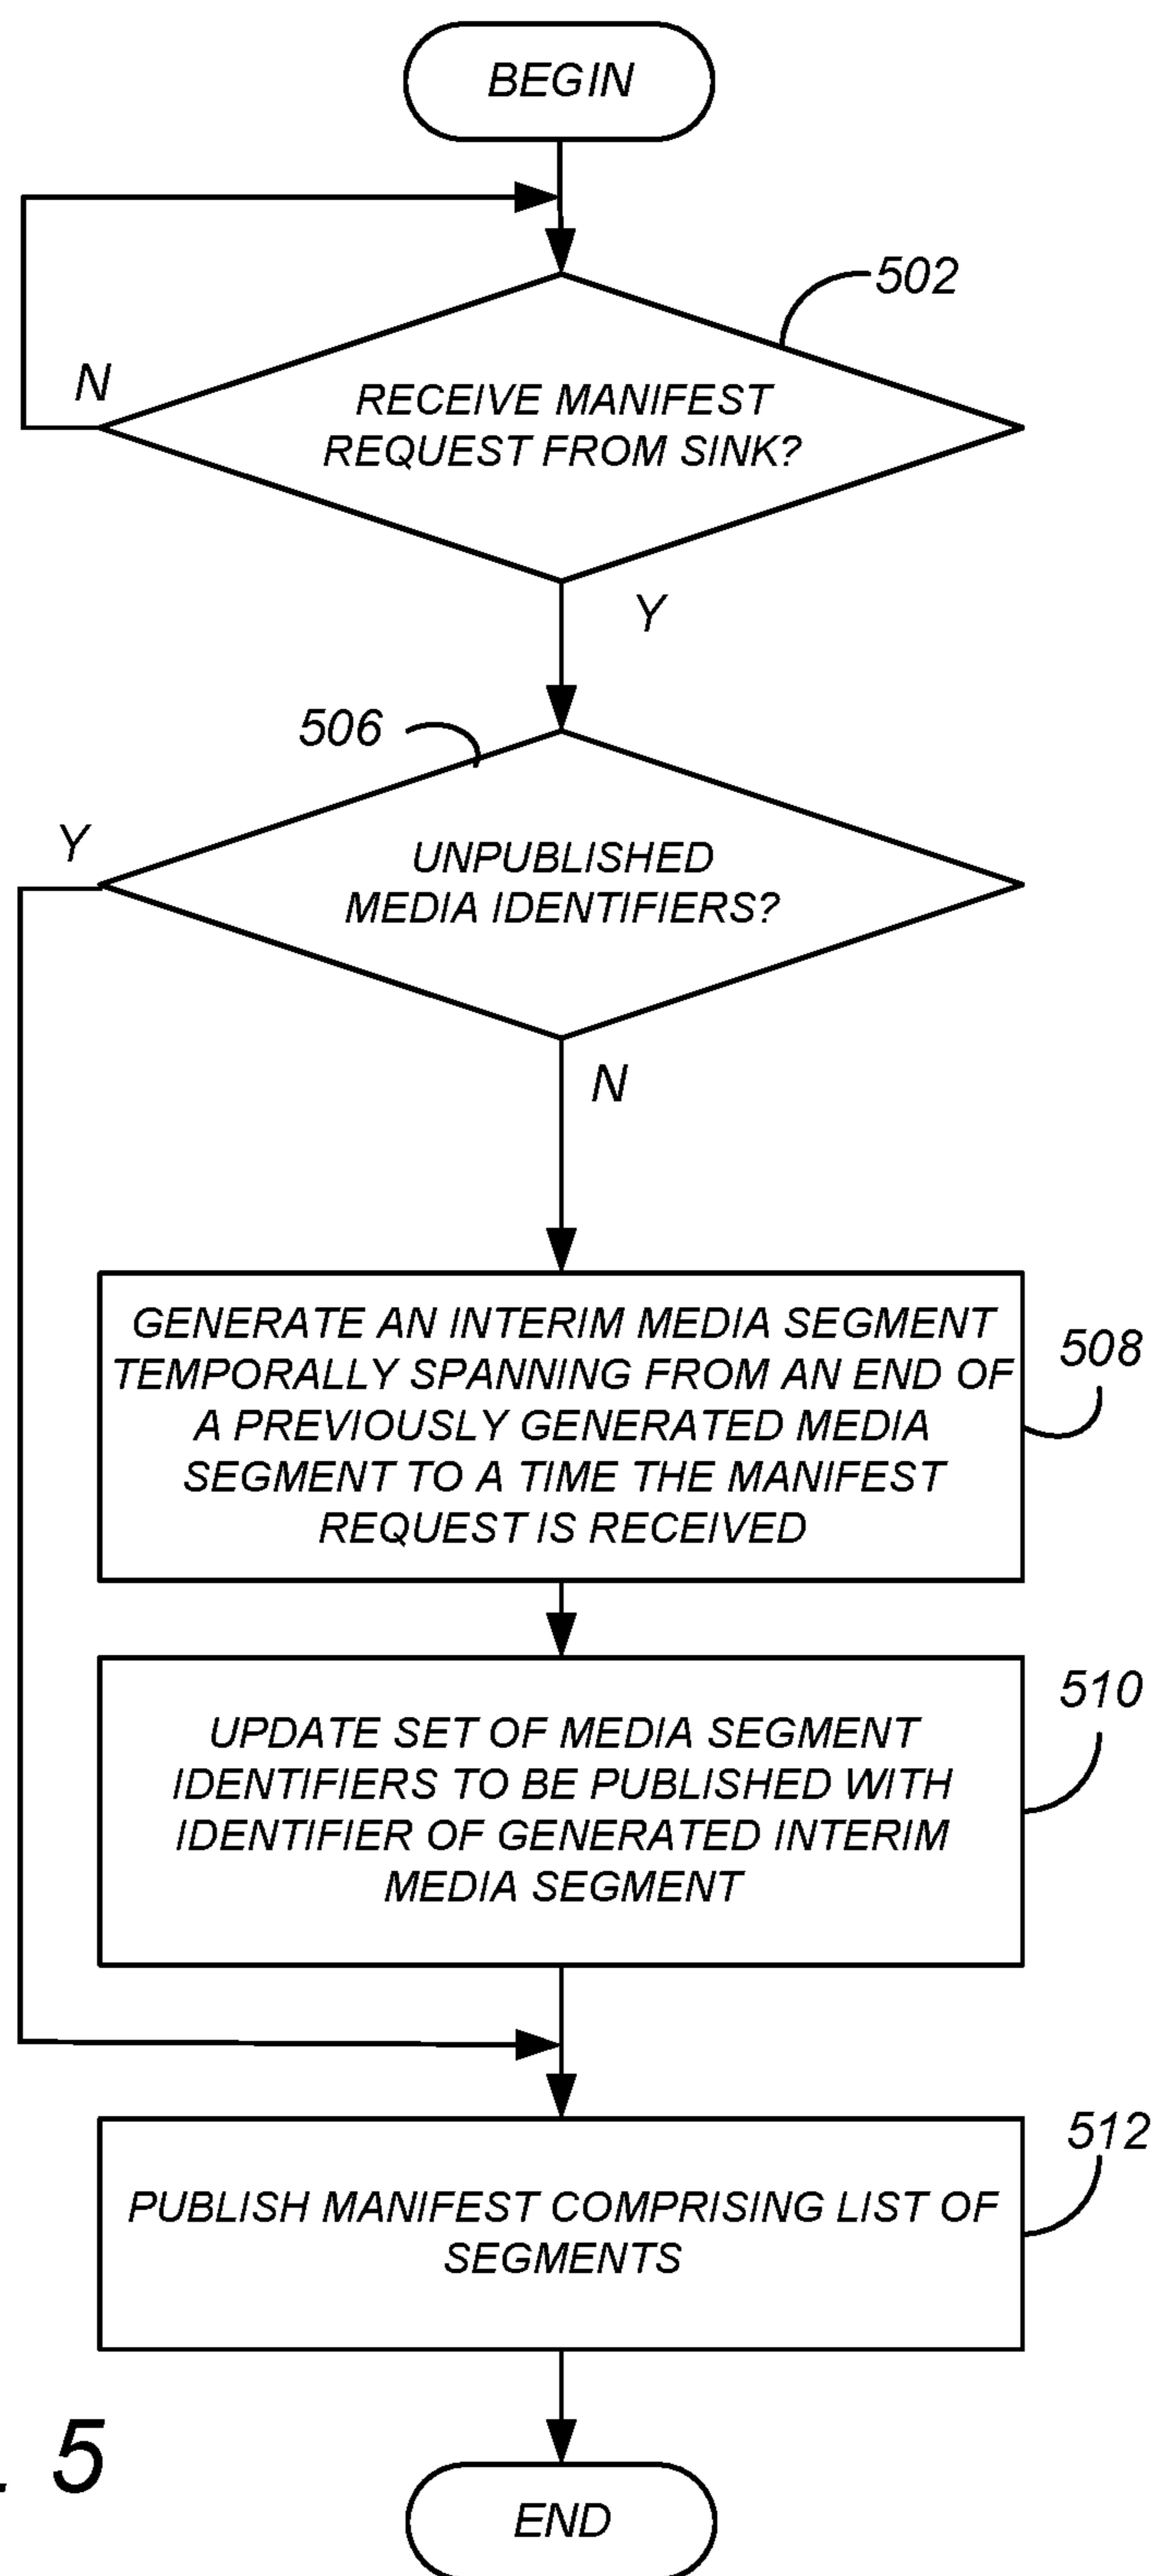 BEGIN
502
N
RECEIVE MANIFEST
REQUEST FROM SINK?
Y
506
Y
UNPUBLISHED
MEDIA IDENTIFIERS?
N
GENERATE AN INTERIM MEDIA SEGMENT
TEMPORALLY SPANNING FROM AN END OF
A PREVIOUSLY GENERATED MEDIA
SEGMENT TO A TIME THE MANIFEST
REQUEST IS RECEIVED
508
UPDATE SET OF MEDIA SEGMENT
IDENTIFIERS TO BE PUBLISHED WITH
IDENTIFIER OF GENERATED INTERIM
MEDIA SEGMENT
510
PUBLISH MANIFEST COMPRISING LIST OF
SEGMENTS
512
. 5
END